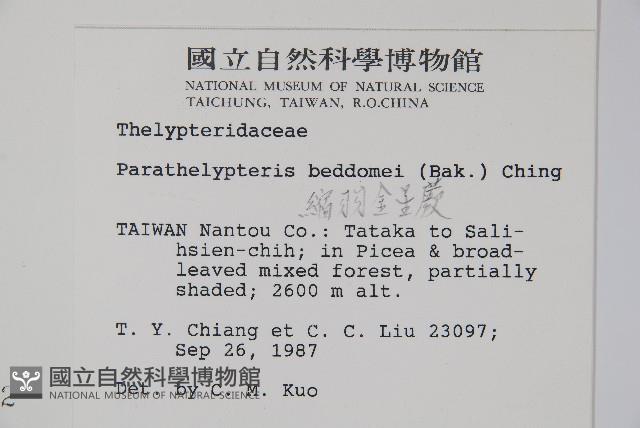 國立自然科學博物館
NATIONAL MUSEUM OF NATURAL SCIENCE
TAICHUNG, TAIWAN, R.O.CHINA
Thelypteridaceae
Parathelypteris beddomei (Bak.) Ching
縮羽金星蕨
TAIWAN Nantou Co.: Tataka to Sali-
hsien-chih; in Picea & broad-
leaved mixed forest, partially
shaded; 2600 m alt.
T. Y. Chiang et C. C. Liu 23097;
Sep 26, 1987
Det. by C. M. Kuo
國立自然科學博物館
NATIONAL MUSEUM OF NATURAL SCIENCE
2